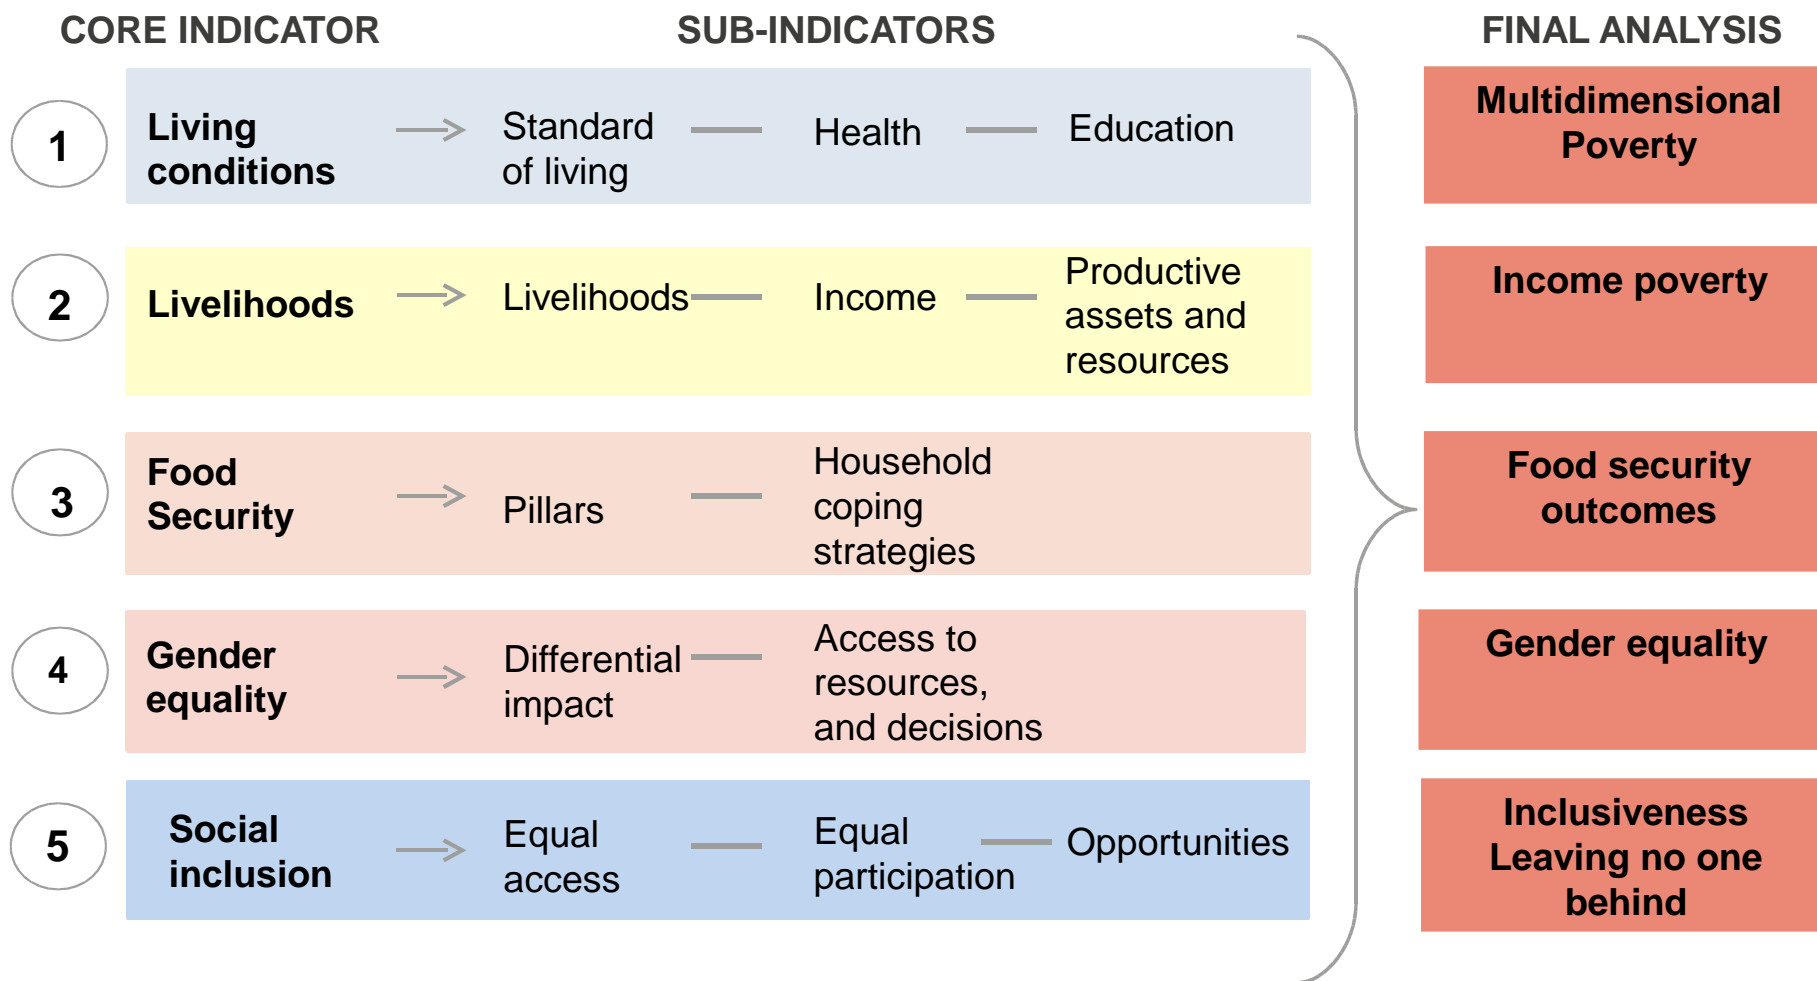 CORE INDICATOR
SUB-INDICATORS
FINAL ANALYSIS
1
Living
conditions
Standard
of living
Health
Education
Multidimensional
Poverty
2
Livelihoods
Livelihoods
Income
Productive
assets and
resources
Income poverty
3
Food
Security
Pillars
Household
coping
strategies
Food security
outcomes
4
Gender
equality
Differential
impact
Access to
resources,
and decisions
Gender equality
5
Social
inclusion
Equal
access
Equal
participation
Opportunities
Inclusiveness
Leaving no one
behind